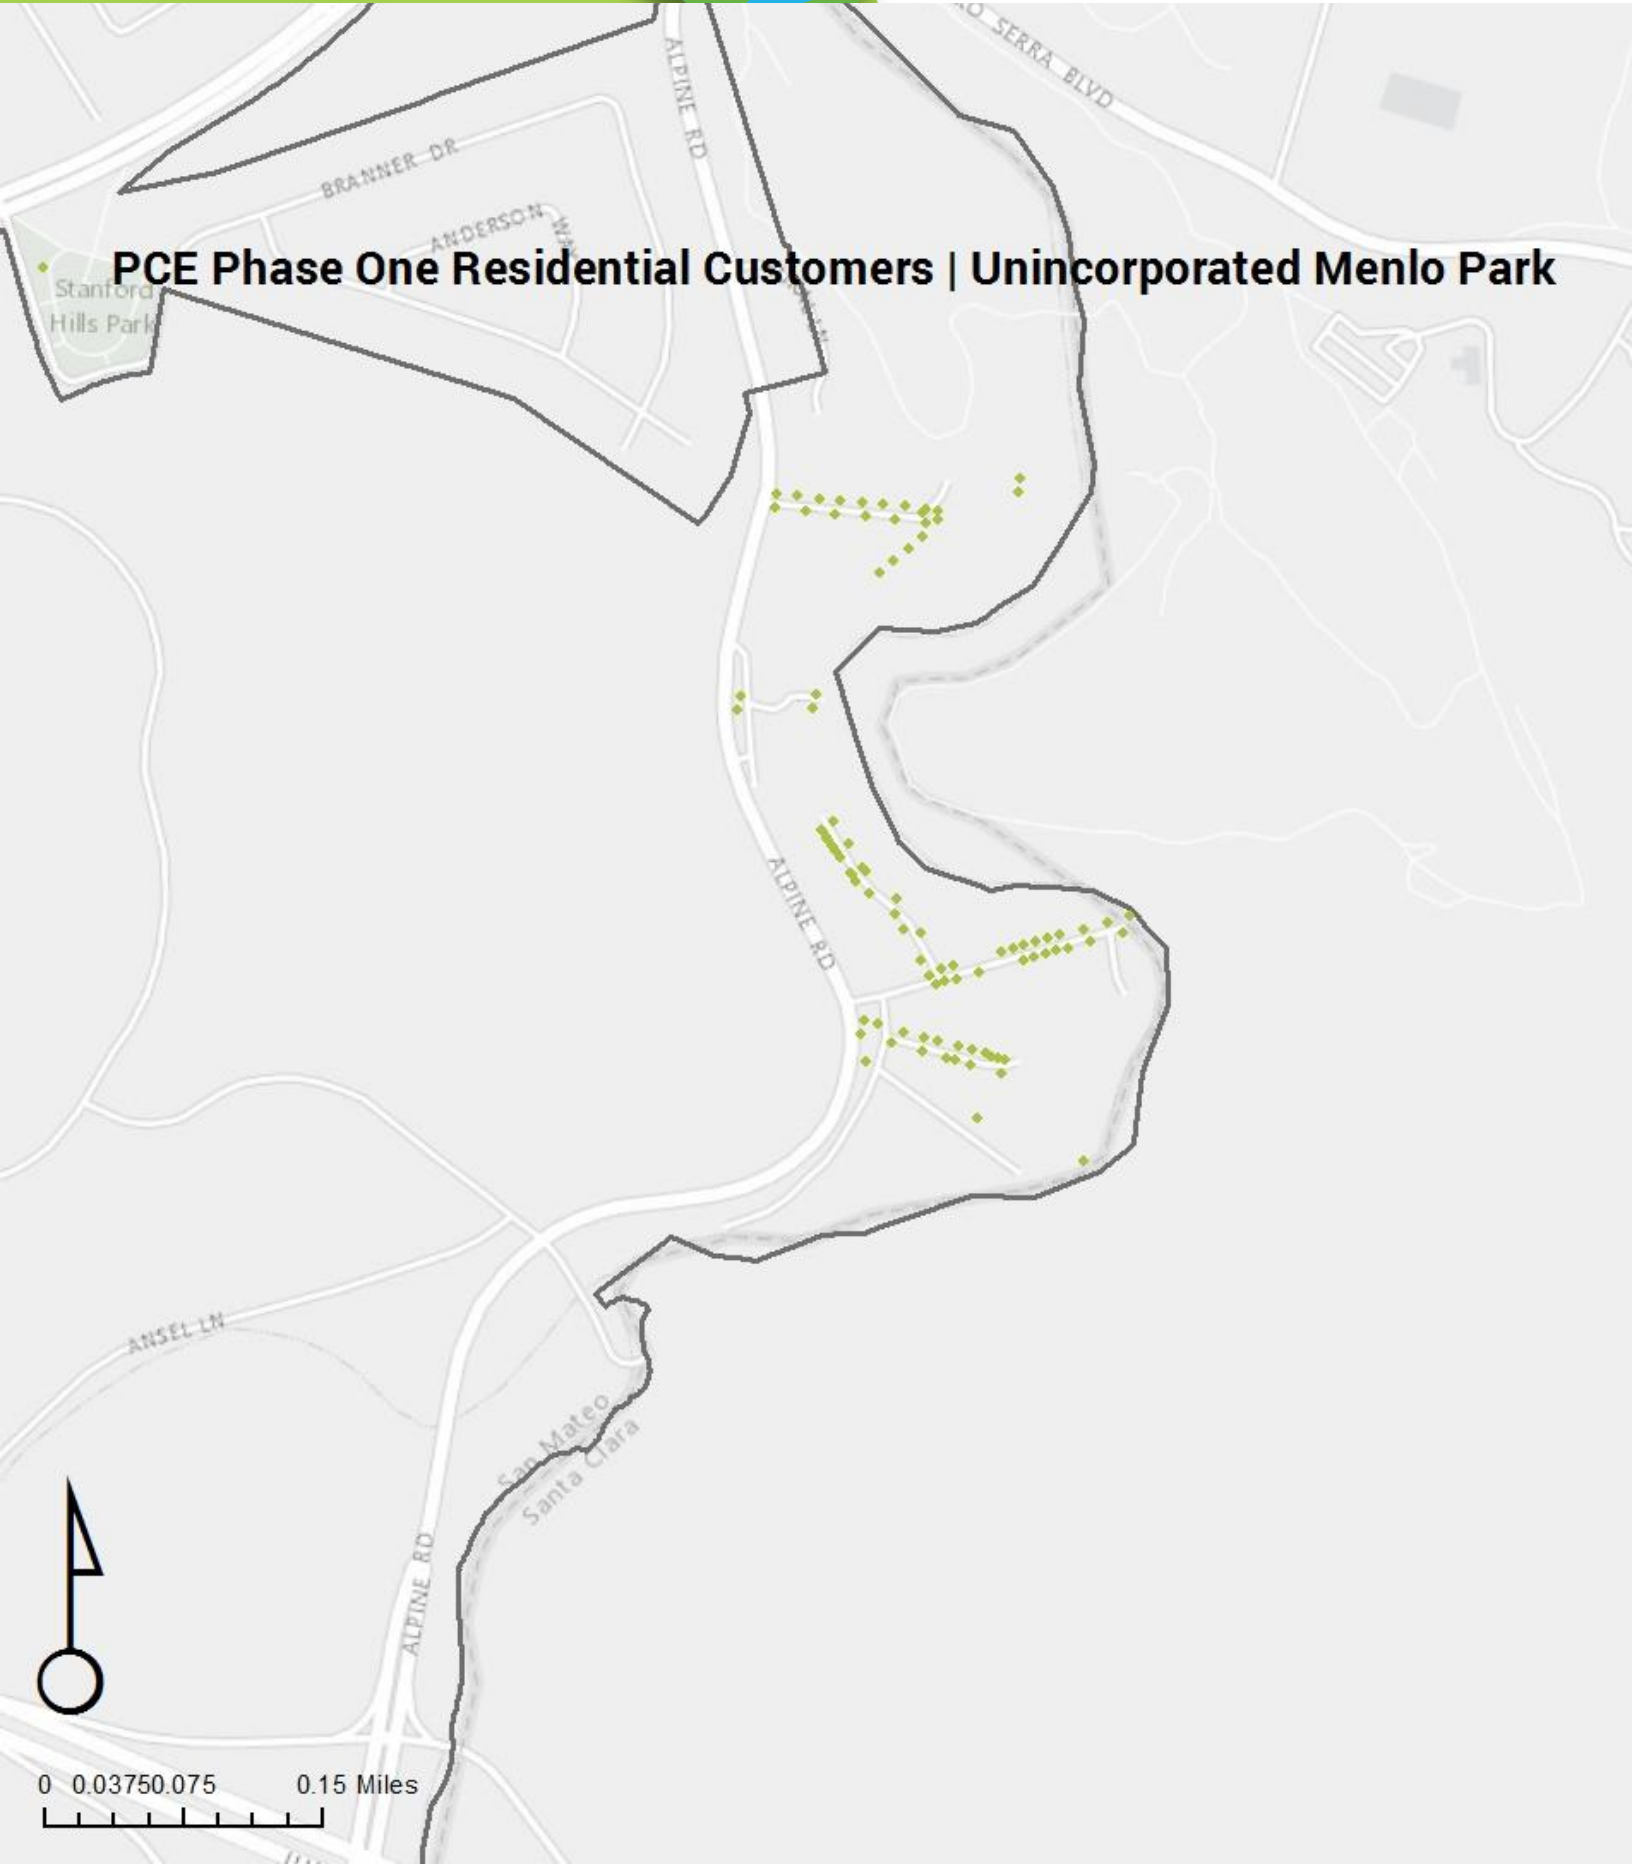 SERRA BLVD
ALPINE RD
BRANNER DR
ANDERSON WAY
PCE Phase One Residential Customers | Unincorporated Menlo Park
Stanford
Hills Park
ALPINE RD
ANSEL LN
San Mateo
Santa Clara
ALPINE RD
0 0.03750.075 0.15 Miles